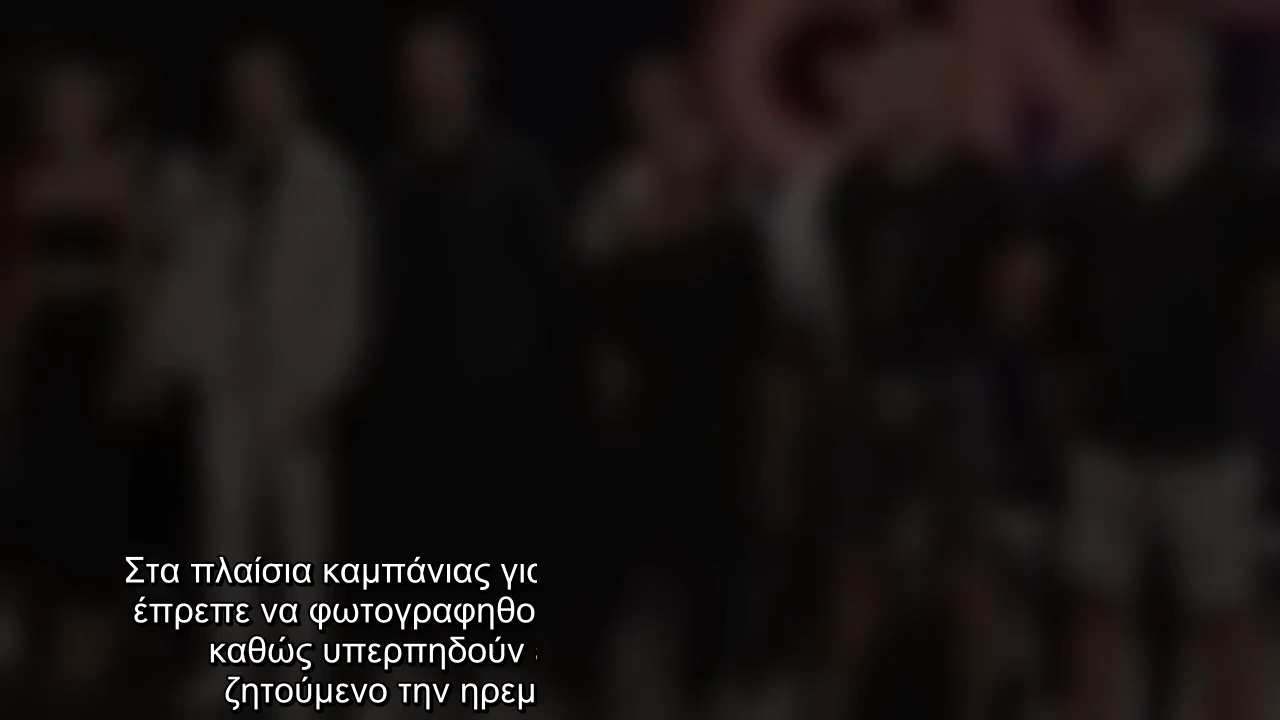 Στα πλαίσια καμπάνιας
έπρεπε να
καθώς υπερπηδούν
ζητούμενο την